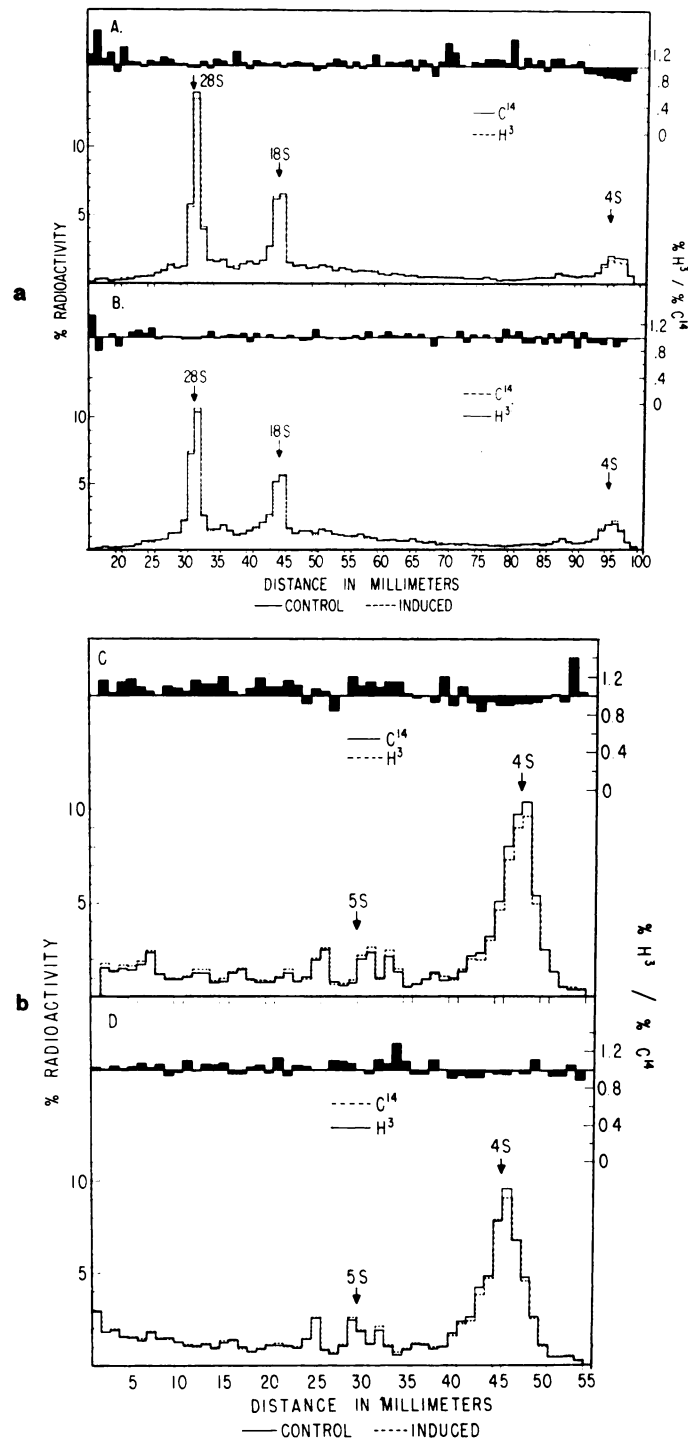 A.
28S
C¹⁴
H³
18S
4S
10
5
1.2
.8
.4
0
a
% RADIOACTIVITY
% H³ / % C¹⁴
B.
28S
C¹⁴
H³
18S
4S
10
5
1.2
.8
.4
0
20 25 30 35 40 45 50 55 60 65 70 75 80 85 90 95 100
DISTANCE IN MILLIMETERS
CONTROL INDUCED
C
C¹⁴
H³
4S
5S
10
5
1.2
0.8
0.4
0
b
% RADIOACTIVITY
% H³ / % C¹⁴
D
C¹⁴
H³
4S
5S
10
5
1.2
0.8
0.4
0
5 10 15 20 25 30 35 40 45 50 55
DISTANCE IN MILLIMETERS
CONTROL INDUCED